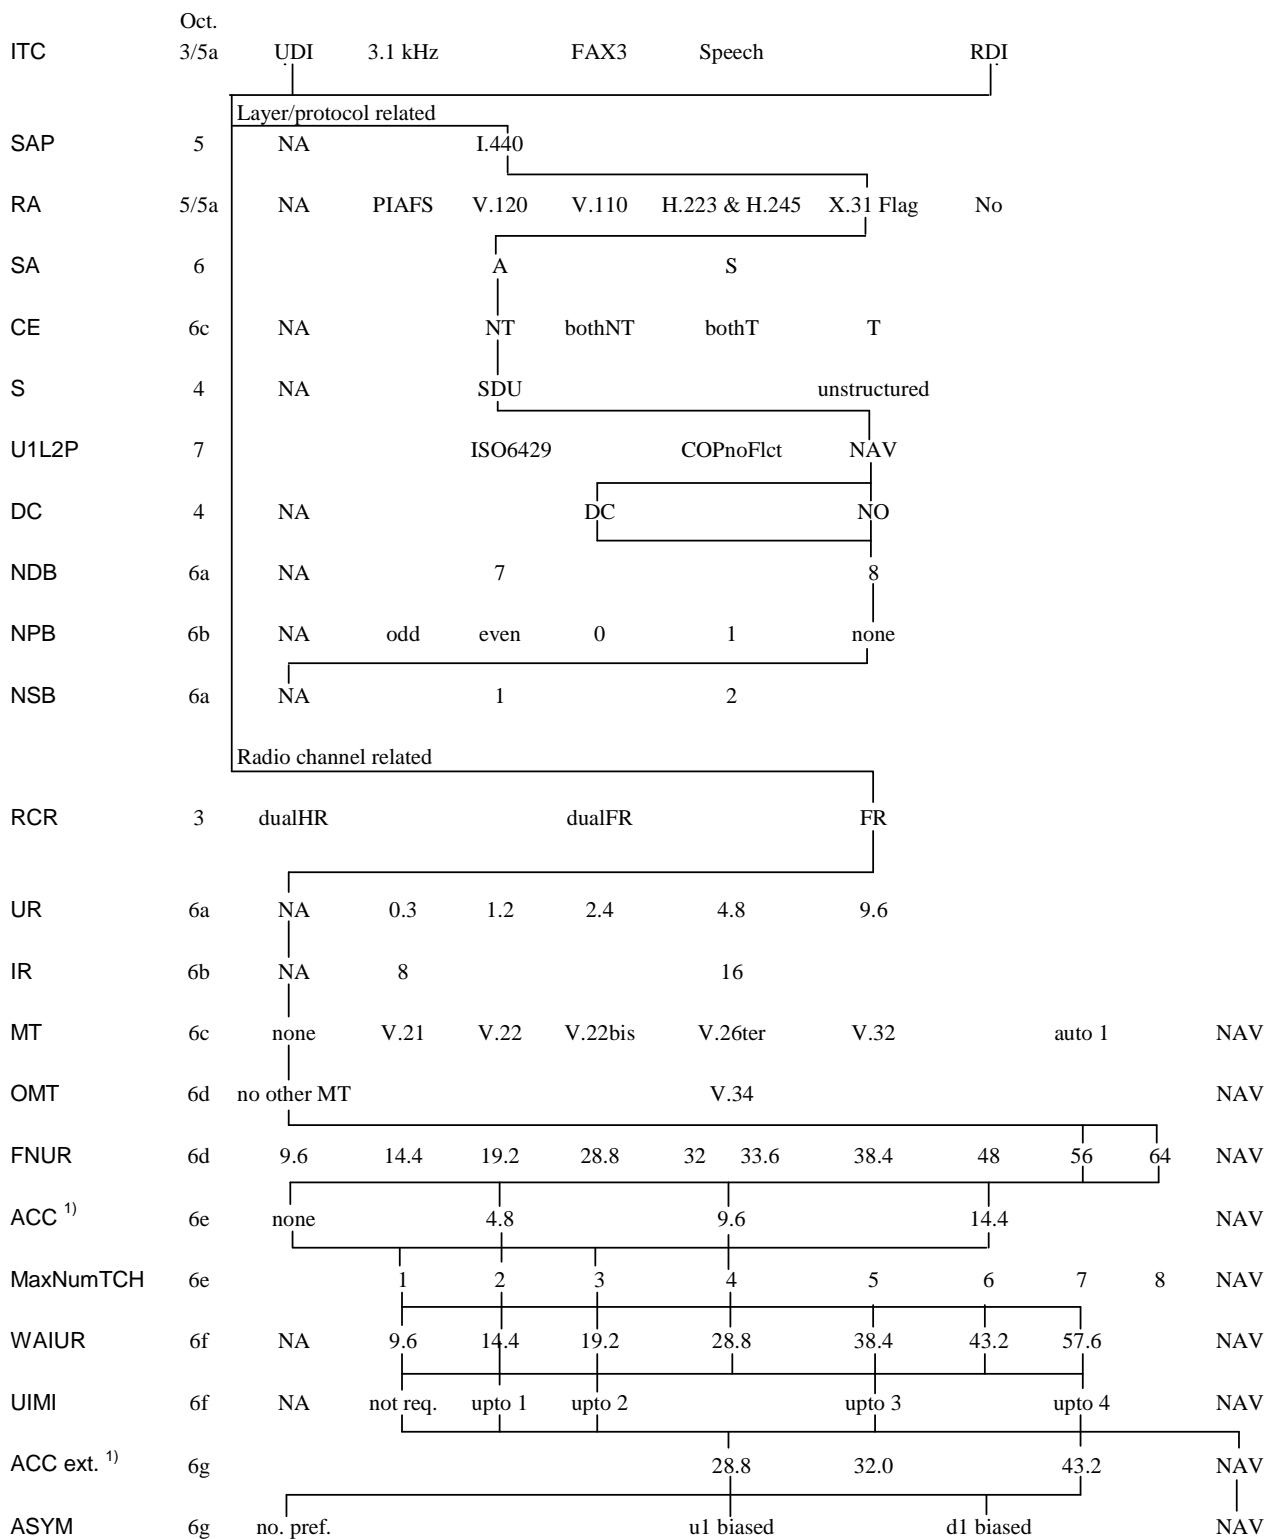 Oct.
ITC 3/5a UDI 3.1 kHz FAX3 Speech RDI
Layer/protocol related
SAP 5 NA I.440
RA 5/5a NA PIAFS V.120 V.110 H.223 & H.245 X.31 Flag No
SA 6 A S
CE 6c NA NT bothNT bothT T
S 4 NA SDU unstructured
U1L2P 7 ISO6429 COPnoFlct NAV
DC 4 NA DC NO
NDB 6a NA 7 8
NPB 6b NA odd even 0 1 none
NSB 6a NA 1 2
Radio channel related
RCR 3 dualHR dualFR FR
UR 6a NA 0.3 1.2 2.4 4.8 9.6
IR 6b NA 8 16
MT 6c none V.21 V.22 V.22bis V.26ter V.32 auto 1 NAV
OMT 6d no other MT V.34 NAV
FNUR 6d 9.6 14.4 19.2 28.8 32 33.6 38.4 48 56 64 NAV
ACC 1) 6e none 4.8 9.6 14.4 NAV
MaxNumTCH 6e 1 2 3 4 5 6 7 8 NAV
WAIUR 6f NA 9.6 14.4 19.2 28.8 38.4 43.2 57.6 NAV
UIMI 6f NA not req. upto 1 upto 2 upto 3 upto 4 NAV
ACC ext. 1) 6g 28.8 32.0 43.2 NAV
ASYM 6g no. pref. u1 biased d1 biased NAV